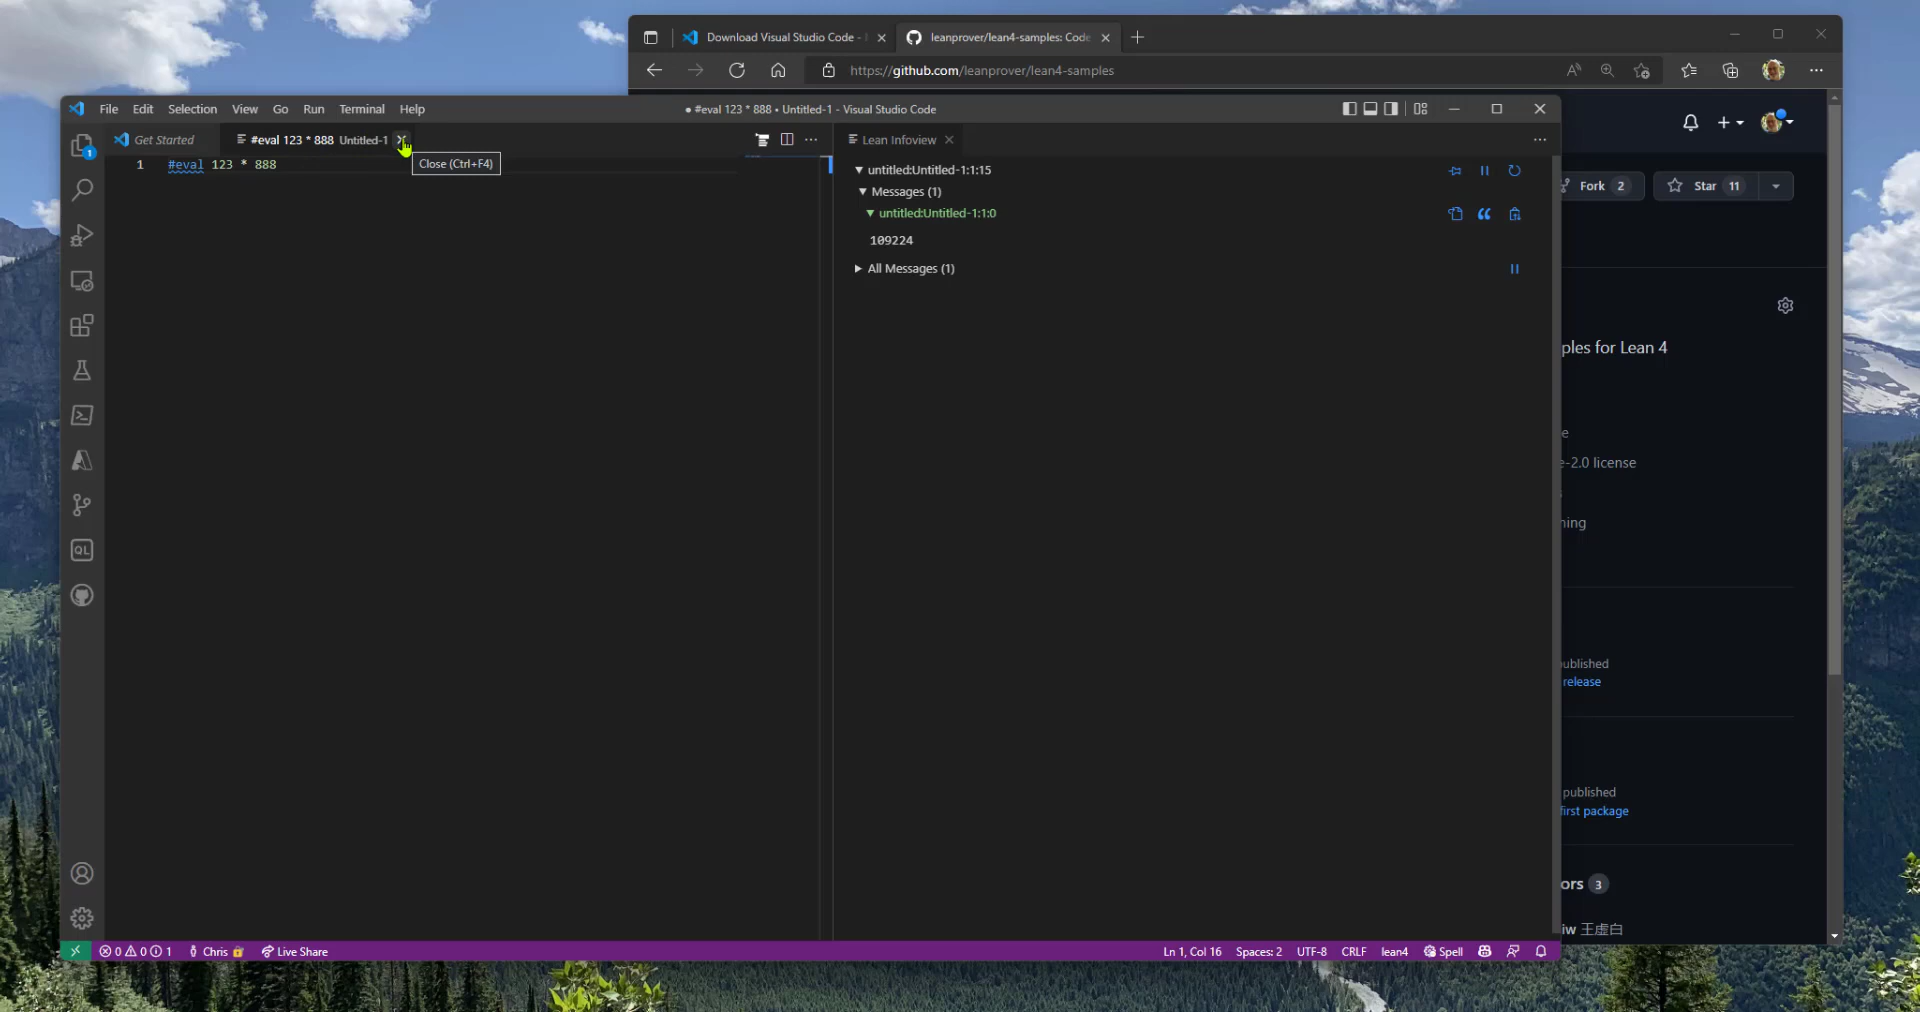 Download Visual Studio Code -
leanprover/lean4-samples: Code
https://github.com/leanprover/lean4-samples
File Edit Selection View Go Run Terminal Help
● #eval 123 * 888 • Untitled-1 - Visual Studio Code
Get Started
#eval 123 * 888 Untitled-1
Close (Ctrl+F4)
1 #eval 123 * 888
Lean Infoview
untitled:Untitled-1:1:15
Messages (1)
untitled:Untitled-1:1:0
109224
All Messages (1)
1
QL
Fork 2
Star 11
ples for Lean 4
e
e-2.0 license
s
ning
published
release
published
first package
ors 3
iw 王虚白
0 0 1 Chris Live Share
Ln 1, Col 16 Spaces: 2 UTF-8 CRLF lean4 Spell